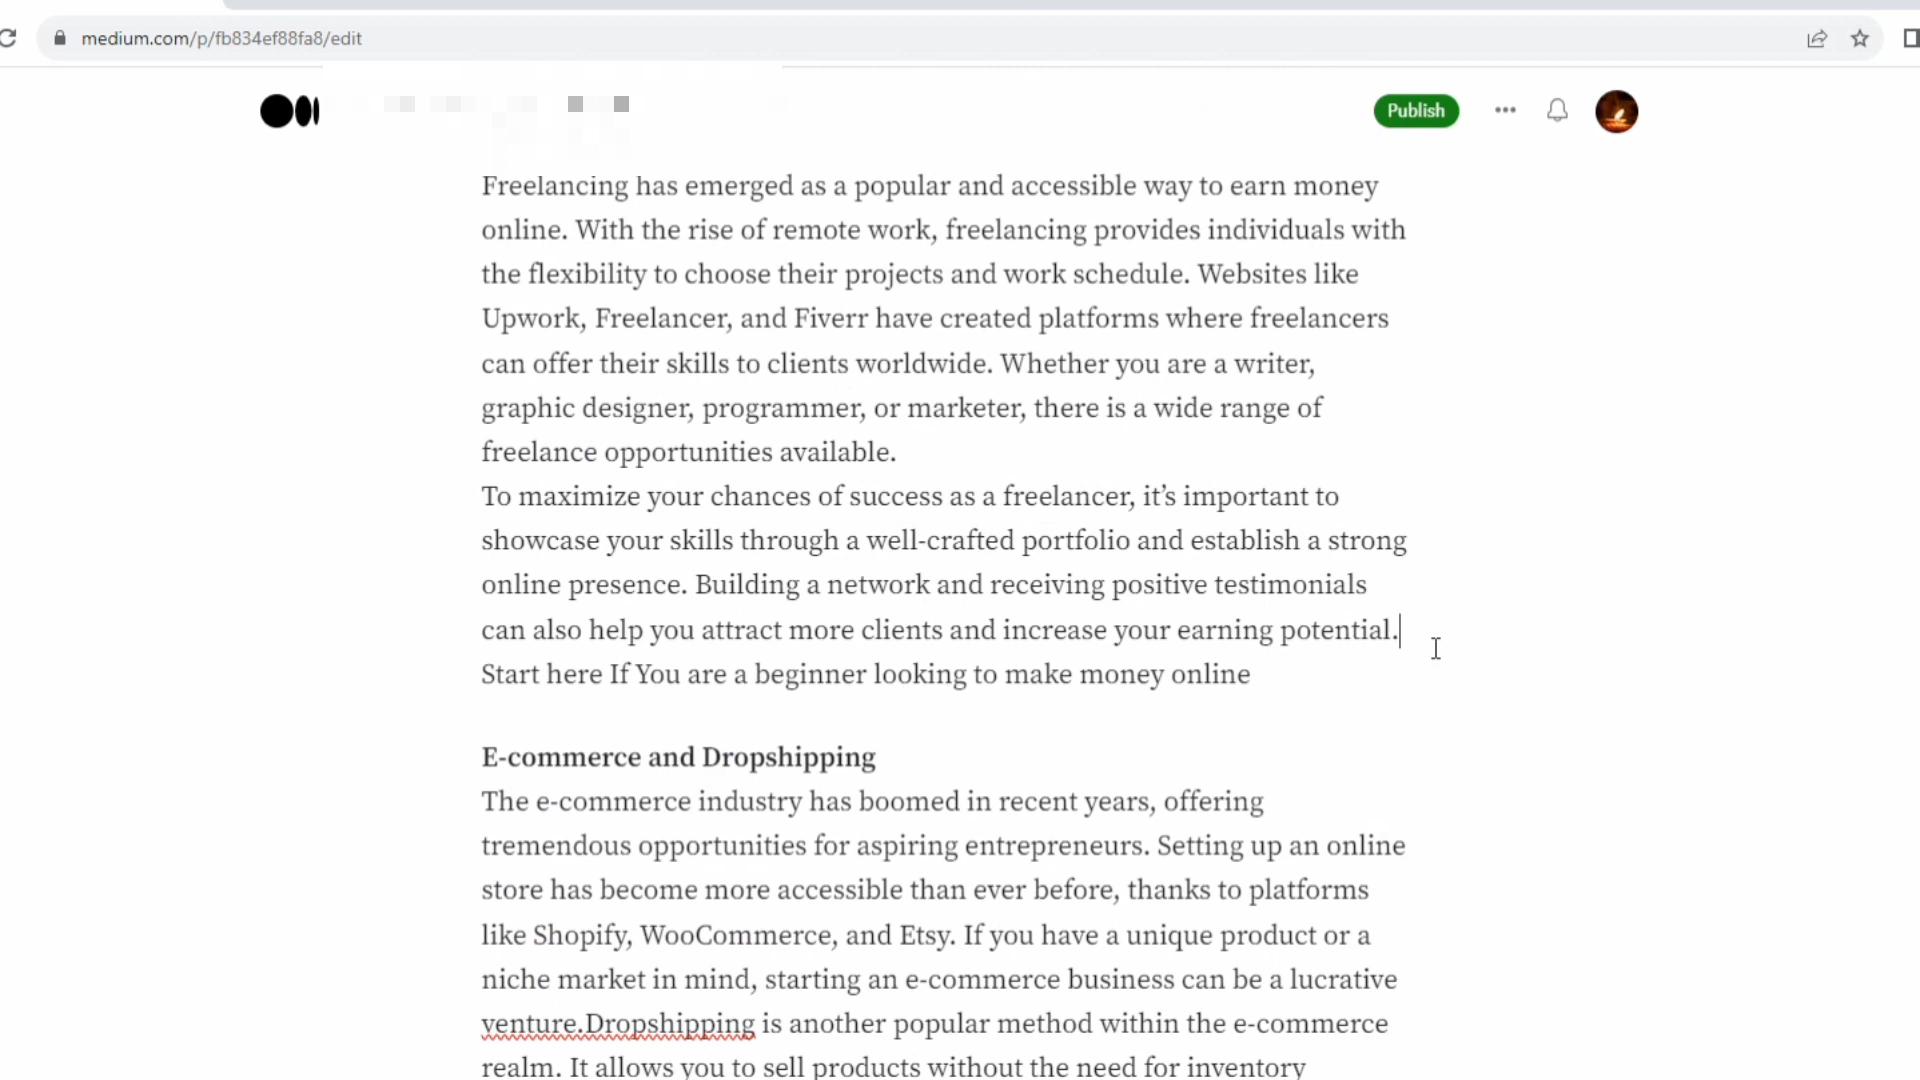 medium.com/p/fb834ef88fa8/edit
Publish
Freelancing has emerged as a popular and accessible way to earn money
online. With the rise of remote work, freelancing provides individuals with
the flexibility to choose their projects and work schedule. Websites like
Upwork, Freelancer, and Fiverr have created platforms where freelancers
can offer their skills to clients worldwide. Whether you are a writer,
graphic designer, programmer, or marketer, there is a wide range of
freelance opportunities available.
To maximize your chances of success as a freelancer, it’s important to
showcase your skills through a well-crafted portfolio and establish a strong
online presence. Building a network and receiving positive testimonials
can also help you attract more clients and increase your earning potential.
Start here If You are a beginner looking to make money online
E-commerce and Dropshipping
The e-commerce industry has boomed in recent years, offering
tremendous opportunities for aspiring entrepreneurs. Setting up an online
store has become more accessible than ever before, thanks to platforms
like Shopify, WooCommerce, and Etsy. If you have a unique product or a
niche market in mind, starting an e-commerce business can be a lucrative
venture.Dropshipping is another popular method within the e-commerce
realm. It allows you to sell products without the need for inventory